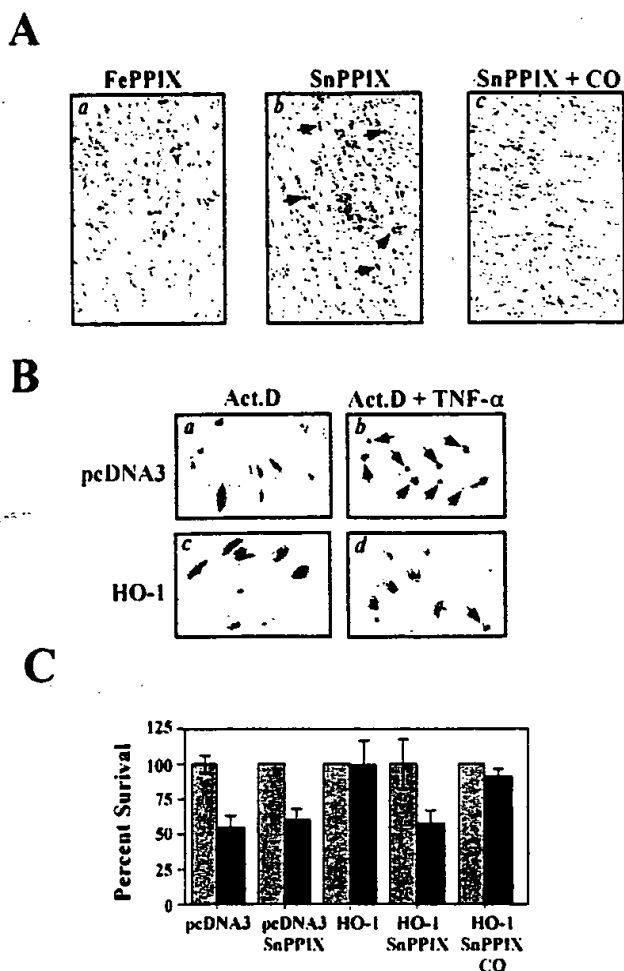 A
FePPIX SnPPIX SnPPIX + CO
a b c
B
Act.D Act.D + TNF-α
a b
pcDNA3
c d
HO-1
C
Percent Surival
125
100
75
50
25
0
pcDNA3 pcDNA3 HO-1 HO-1 HO-1
SnPPIX SnPPIX SnPPIX
CO